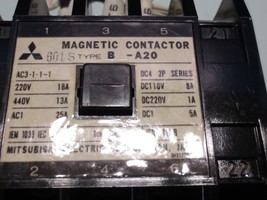 1 3 5
MAGNETIC CONTACTOR
TYPE B -A20
AC3-1-1-1
DC4 2P SERIES
220V 18A
DC110V 8A
440V 13A
DC220V 1A
AC1 25A
DC1 5A
MITSUBISHI ELECTRIC
2 4 6